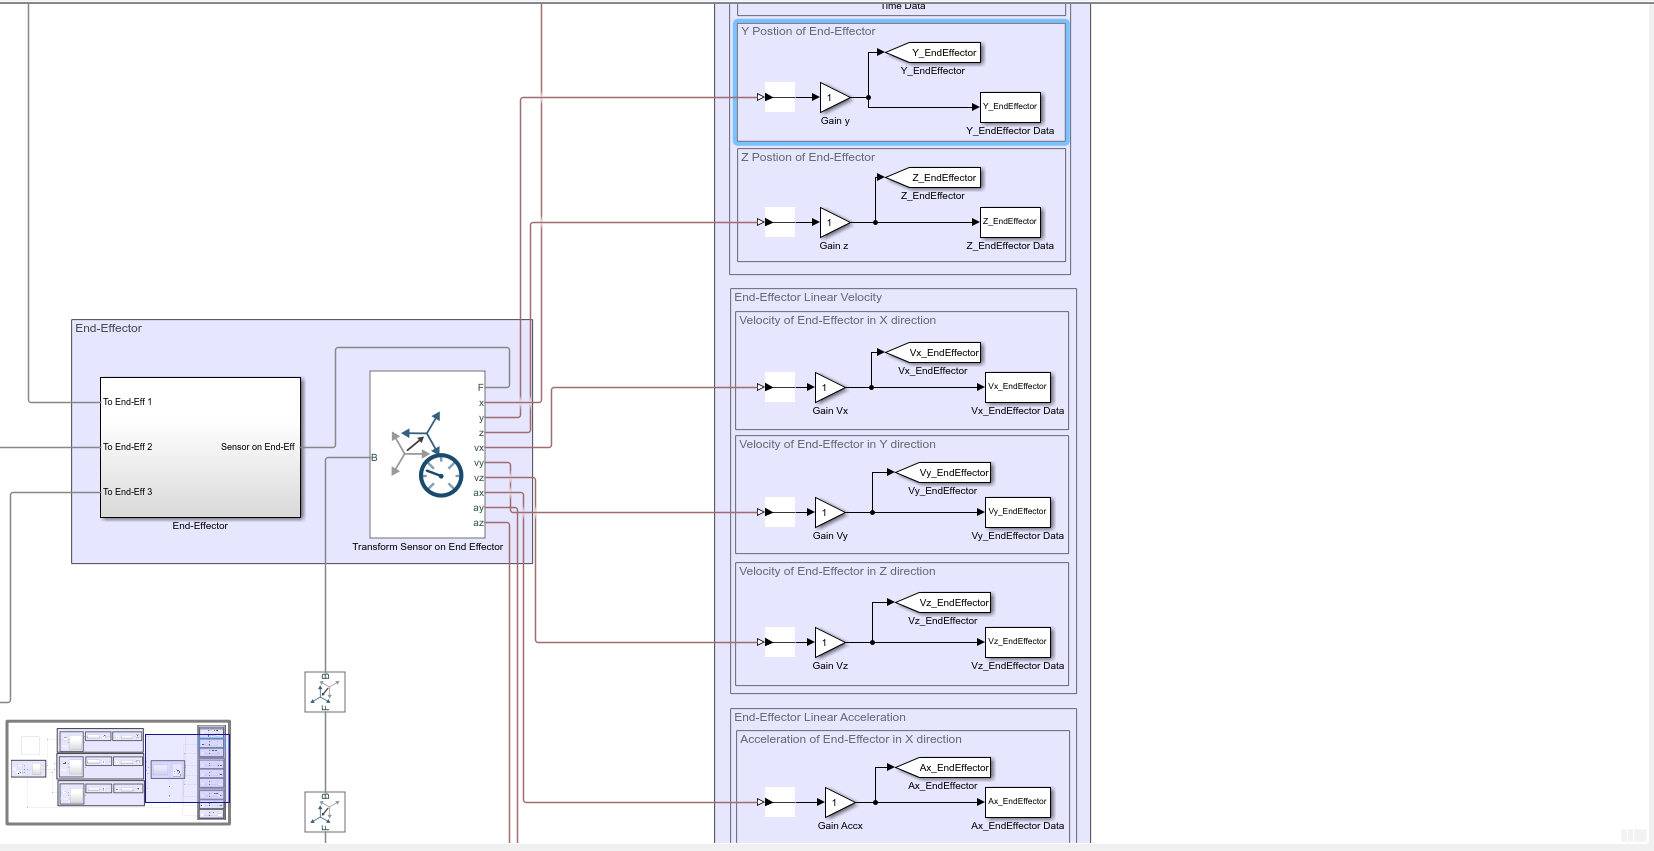 Time Data
Y Postion of End-Effector
Y_EndEffector
Y_EndEffector
1
Gain y
Y_EndEffector
Y_EndEffector Data
Z Postion of End-Effector
Z_EndEffector
Z_EndEffector
1
Gain z
Z_EndEffector
Z_EndEffector Data
End-Effector Linear Velocity
Velocity of End-Effector in X direction
Vx_EndEffector
Vx_EndEffector
1
Gain Vx
Vx_EndEffector
Vx_EndEffector Data
Velocity of End-Effector in Y direction
Vy_EndEffector
Vy_EndEffector
1
Gain Vy
Vy_EndEffector
Vy_EndEffector Data
Velocity of End-Effector in Z direction
Vz_EndEffector
Vz_EndEffector
1
Gain Vz
Vz_EndEffector
Vz_EndEffector Data
End-Effector Linear Acceleration
Acceleration of End-Effector in X direction
Ax_EndEffector
Ax_EndEffector
1
Gain Accx
Ax_EndEffector
Ax_EndEffector Data
End-Effector
To End-Eff 1
To End-Eff 2
Sensor on End-Eff
To End-Eff 3
End-Effector
B
F
x
y
z
vx
vy
vz
ax
ay
az
Transform Sensor on End Effector
B
F
B
F